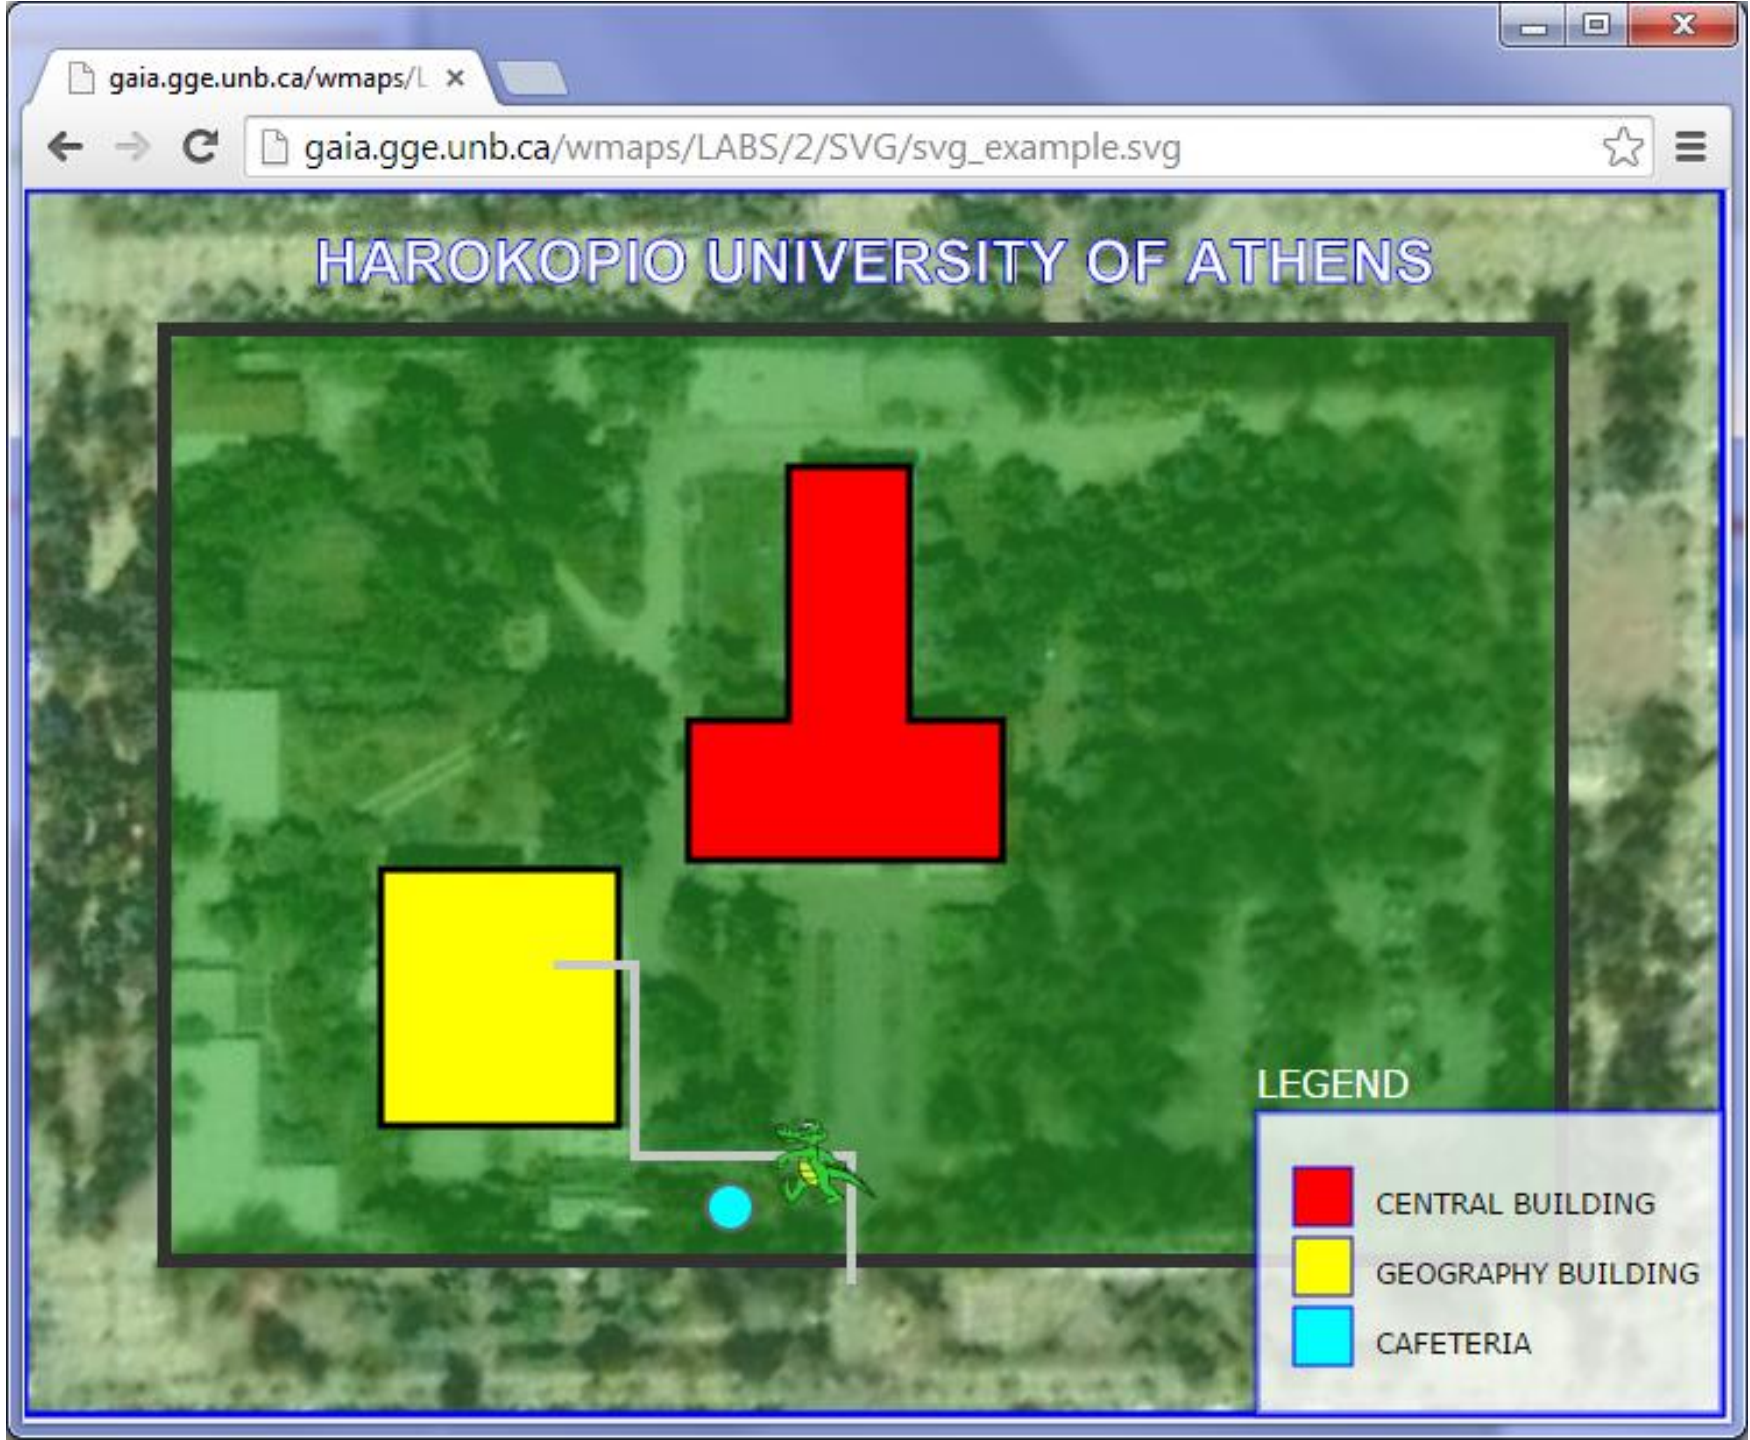 gaia.gge.unb.ca/wmaps/L
gaia.gge.unb.ca/wmaps/LABS/2/SVG/svg_example.svg
HAROKOPIO UNIVERSITY OF ATHENS
LEGEND
CENTRAL BUILDING
GEOGRAPHY BUILDING
CAFETERIA